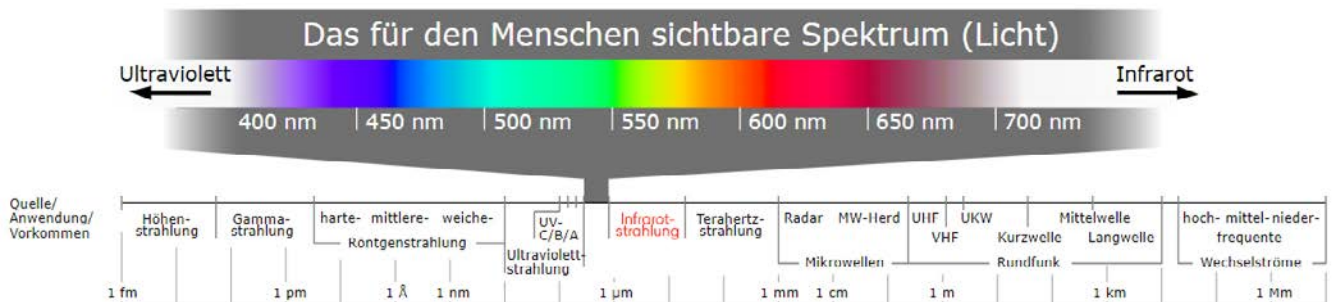 Das für den Menschen sichtbare Spektrum (Licht)
Ultraviolett
Infrarot
400 nm
450 nm
500 nm
550 nm
600 nm
650 nm
700 nm
Quelle/
Anwendung/
Vorkommen
Höhen-
strahlung
Gamma-
strahlung
harte- mittlere- weiche-
Röntgenstrahlung
UV-
C/B/A
Ultraviolett-
strahlung
Infrarot-
strahlung
Terahertz-
strahlung
Radar MW-Herd
Mikrowellen
UHF UKW Mittelwelle
VHF Kurzwelle Langwelle
Rundfunk
hoch- mittel- nieder-
frequente
Wechselströme
1 fm 1 pm 1 Å 1 nm 1 µm 1 mm 1 cm 1 m 1 km 1 Mm